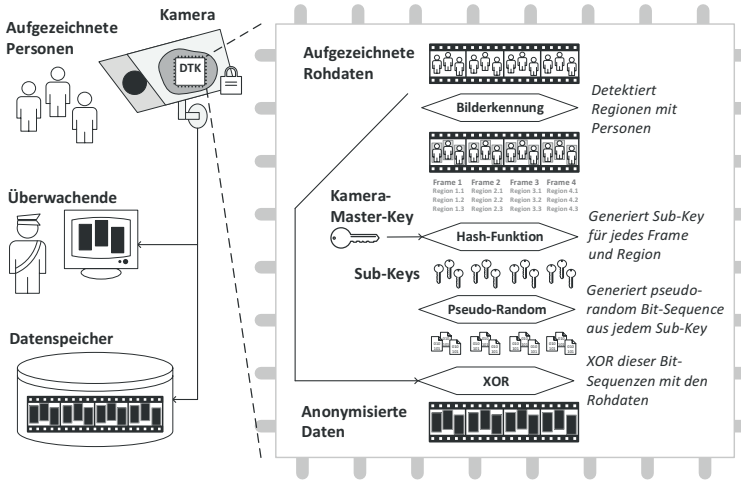 Aufgezeichnete
Personen
Kamera
DTK
Überwachende
Datenspeicher
Aufgezeichnete
Rohdaten
Bilderkennung
Detektiert
Regionen mit
Personen
Frame 1 Frame 2 Frame 3 Frame 4
Region 1.1 Region 2.1 Region 3.1 Region 4.1
Region 1.2 Region 2.2 Region 3.2 Region 4.2
Region 1.3 Region 2.3 Region 3.3 Region 4.3
Kamera-
Master-Key
Hash-Funktion
Generiert Sub-Key
für jedes Frame
und Region
Sub-Keys
Pseudo-Random
Generiert pseudo-
random Bit-Sequence
aus jedem Sub-Key
XOR
XOR dieser Bit-
Sequenzen mit den
Rohdaten
Anonymisierte
Daten